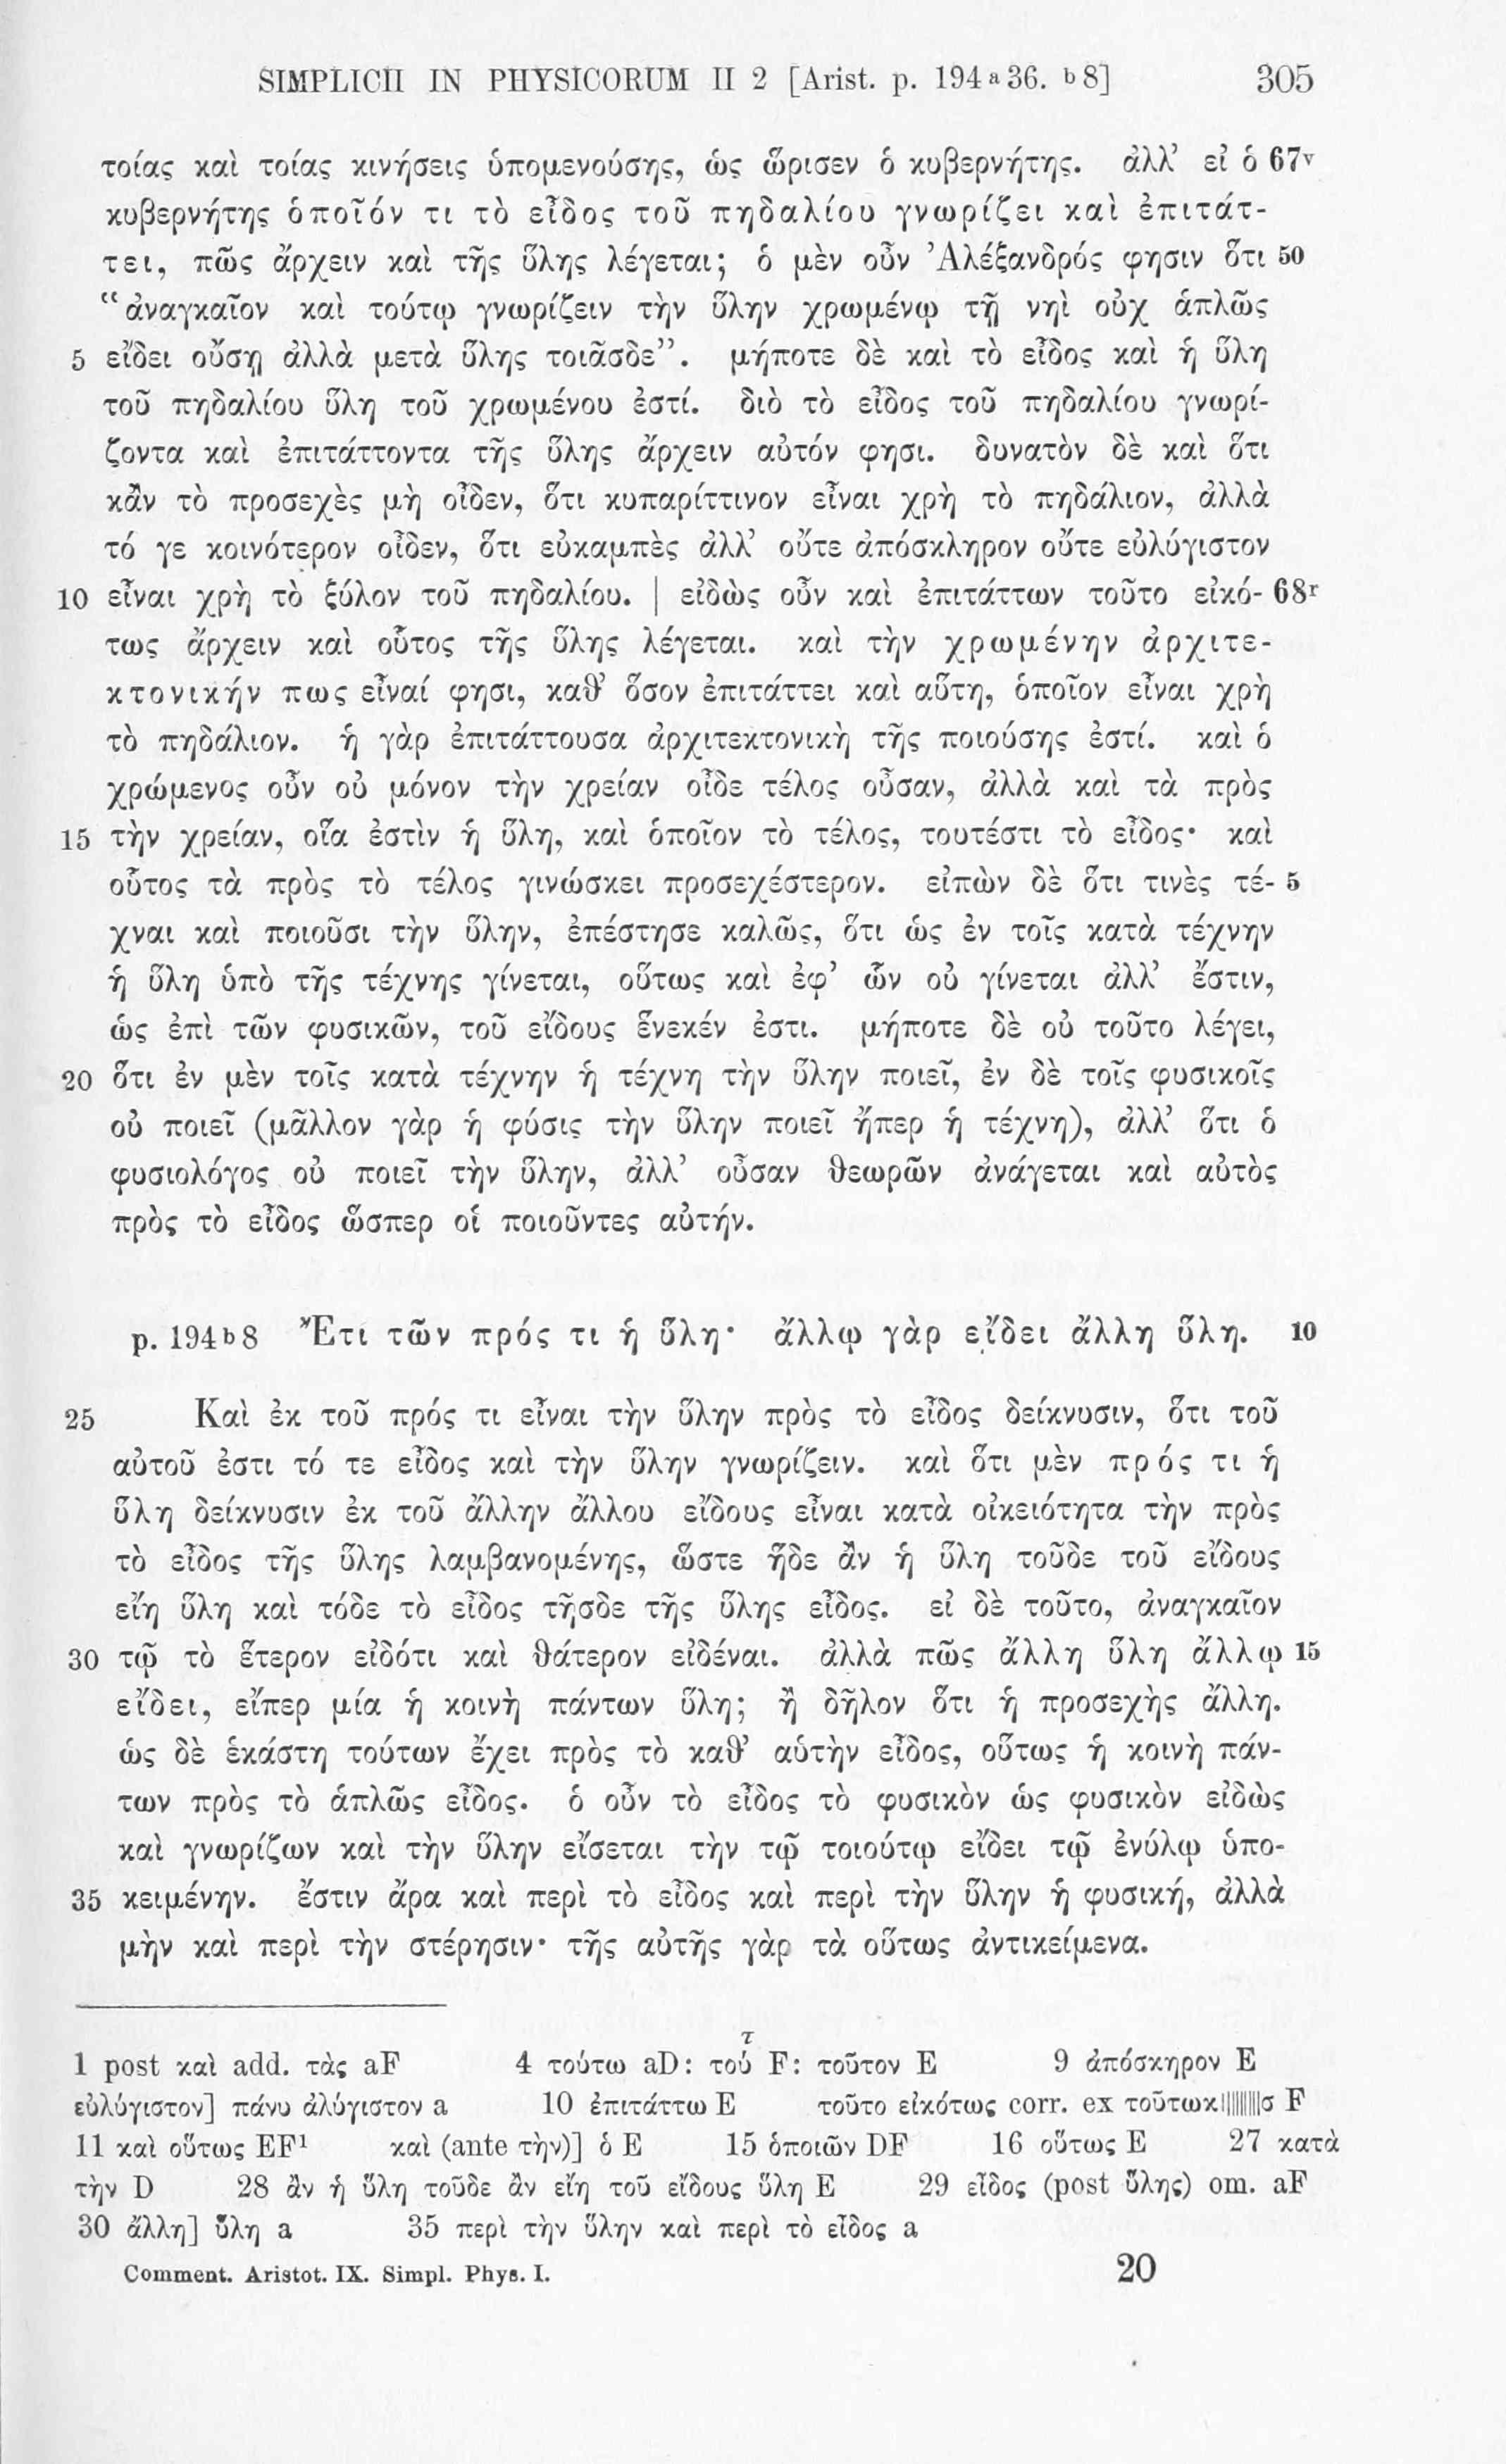 SIMPLICII IN PHYSICORUM II 2 [Arist. p. 194 a 36. b 8] 305
τοίας καὶ τοίας κινήσεις ὑπομενούσης, ὡς ὥρισεν ὁ κυβερνήτης. ἀλλ’ εἰ ὁ 67v
κυβερνήτης ὁποῖόν τι τὸ εἶδος τοῦ πηδαλίου γνωρίζει καὶ ἐπιτάτ-
τει, πῶς ἄρχειν καὶ τῆς ὕλης λέγεται; ὁ μὲν οὖν Ἀλέξανδρός φησιν ὅτι 50
“ἀναγκαῖον καὶ τούτῳ γνωρίζειν τὴν ὕλην χρωμένῳ τῇ νηὶ οὐχ ἁπλῶς
5 εἴδει οὔσῃ ἀλλὰ μετὰ ὕλης τοιᾶσδε”. μήποτε δὲ καὶ τὸ εἶδος καὶ ἡ ὕλη
τοῦ πηδαλίου ὕλη τοῦ χρωμένου ἐστί. διὸ τὸ εἶδος τοῦ πηδαλίου γνωρί-
ζοντα καὶ ἐπιτάττοντα τῆς ὕλης ἄρχειν αὐτόν φησι. δυνατὸν δὲ καὶ ὅτι
κἂν τὸ προσεχὲς μὴ οἶδεν, ὅτι κυπαρίττινον εἶναι χρὴ τὸ πηδάλιον, ἀλλὰ
τό γε κοινότερον οἶδεν, ὅτι εὐκαμπὲς ἀλλ’ οὔτε ἀπόσκληρον οὔτε εὐλύγιστον
10 εἶναι χρὴ τὸ ξύλον τοῦ πηδαλίου. | εἰδὼς οὖν καὶ ἐπιτάττων τοῦτο εἰκό- 68r
τως ἄρχειν καὶ οὗτος τῆς ὕλης λέγεται. καὶ τὴν χρωμένην ἀρχιτε-
κτονικήν πως εἶναί φησι, καθ’ ὅσον ἐπιτάττει καὶ αὕτη, ὁποῖον εἶναι χρὴ
τὸ πηδάλιον. ἡ γὰρ ἐπιτάττουσα ἀρχιτεκτονικὴ τῆς ποιούσης ἐστί. καὶ ὁ
χρώμενος οὖν οὐ μόνον τὴν χρείαν οἶδε τέλος οὖσαν, ἀλλὰ καὶ τὰ πρὸς
15 τὴν χρείαν, οἵα ἐστὶν ἡ ὕλη, καὶ ὁποῖον τὸ τέλος, τουτέστι τὸ εἶδος· καὶ
οὗτος τὰ πρὸς τὸ τέλος γινώσκει προσεχέστερον. εἰπὼν δὲ ὅτι τινὲς τέ- 5
χναι καὶ ποιοῦσι τὴν ὕλην, ἐπέστησε καλῶς, ὅτι ὡς ἐν τοῖς κατὰ τέχνην
ἡ ὕλη ὑπὸ τῆς τέχνης γίνεται, οὕτως καὶ ἐφ’ ὧν οὐ γίνεται ἀλλ’ ἔστιν,
ὡς ἐπὶ τῶν φυσικῶν, τοῦ εἴδους ἕνεκέν ἐστι. μήποτε δὲ οὐ τοῦτο λέγει,
20 ὅτι ἐν μὲν τοῖς κατὰ τέχνην ἡ τέχνη τὴν ὕλην ποιεῖ, ἐν δὲ τοῖς φυσικοῖς
οὐ ποιεῖ (μᾶλλον γὰρ ἡ φύσις τὴν ὕλην ποιεῖ ἤπερ ἡ τέχνη), ἀλλ’ ὅτι ὁ
φυσιολόγος οὐ ποιεῖ τὴν ὕλην, ἀλλ’ οὖσαν θεωρῶν ἀνάγεται καὶ αὐτὸς
πρὸς τὸ εἶδος ὥσπερ οἱ ποιοῦντες αὐτήν.
p. 194 b 8 Ἔτι τῶν πρός τι ἡ ὕλη· ἄλλῳ γὰρ εἴδει ἄλλη ὕλη. 10
25 Καὶ ἐκ τοῦ πρός τι εἶναι τὴν ὕλην πρὸς τὸ εἶδος δείκνυσιν, ὅτι τοῦ
αὐτοῦ ἐστι τό τε εἶδος καὶ τὴν ὕλην γνωρίζειν. καὶ ὅτι μὲν πρός τι ἡ
ὕλη δείκνυσιν ἐκ τοῦ ἄλλην ἄλλου εἴδους εἶναι κατὰ οἰκειότητα τὴν πρὸς
τὸ εἶδος τῆς ὕλης λαμβανομένης, ὥστε ἥδε ἂν ἡ ὕλη τοῦδε τοῦ εἴδους
εἴη ὕλη καὶ τόδε τὸ εἶδος τῆσδε τῆς ὕλης εἶδος. εἰ δὲ τοῦτο, ἀναγκαῖον
30 τῷ τὸ ἕτερον εἰδότι καὶ θάτερον εἰδέναι. ἀλλὰ πῶς ἄλλη ὕλη ἄλλῳ 15
εἴδει, εἴπερ μία ἡ κοινὴ πάντων ὕλη; ἢ δῆλον ὅτι ἡ προσεχὴς ἄλλη.
ὡς δὲ ἑκάστη τούτων ἔχει πρὸς τὸ καθ’ αὑτὴν εἶδος, οὕτως ἡ κοινὴ πάν-
των πρὸς τὸ ἁπλῶς εἶδος. ὁ οὖν τὸ εἶδος τὸ φυσικὸν ὡς φυσικὸν εἰδὼς
καὶ γνωρίζων καὶ τὴν ὕλην εἴσεται τὴν τῷ τοιούτῳ εἴδει τῷ ἐνύλῳ ὑπο-
35 κειμένην. ἔστιν ἄρα καὶ περὶ τὸ εἶδος καὶ περὶ τὴν ὕλην ἡ φυσική, ἀλλὰ
μὴν καὶ περὶ τὴν στέρησιν· τῆς αὐτῆς γὰρ τὰ οὕτως ἀντικείμενα.
1 post καὶ add. τὰς aF 4 τούτω aD: τού τ F: τοῦτον E 9 ἀπόσκηρον E
εὐλύγιστον] πάνυ ἀλύγιστον a 10 ἐπιτάττω E τοῦτο εἰκότως corr. ex τοῦτωκ||||||||σ F
11 καὶ οὕτως EF¹ καὶ (ante τὴν)] ὁ E 15 ὁποιῶν DF 16 οὕτως E 27 κατὰ
τὴν D 28 ἂν ἡ ὕλη τοῦδε ἂν εἴη τοῦ εἴδους ὕλη E 29 εἶδος (post ὕλης) om. aF
30 ἄλλη] ὕλη a 35 περὶ τὴν ὕλην καὶ περὶ τὸ εἶδος a
Comment. Aristot. IX. Simpl. Phys. I. 20